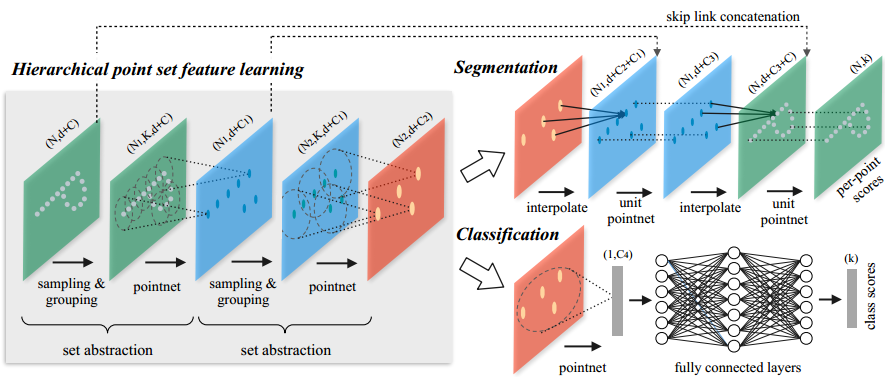 skip link concatenation
Hierarchical point set feature learning
(N,d+C)
(N1,K,d+C)
(N1,d+C1)
(N2,K,d+C1)
(N2,d+C2)
sampling &
grouping
pointnet
sampling &
grouping
pointnet
set abstraction
set abstraction
Segmentation
(N1,d+C2+C1)
(N1,d+C3)
(N,d+C3+C)
(N,k)
interpolate
unit
pointnet
interpolate
unit
pointnet
per-point
scores
Classification
(1,C4)
(k)
class scores
pointnet
fully connected layers